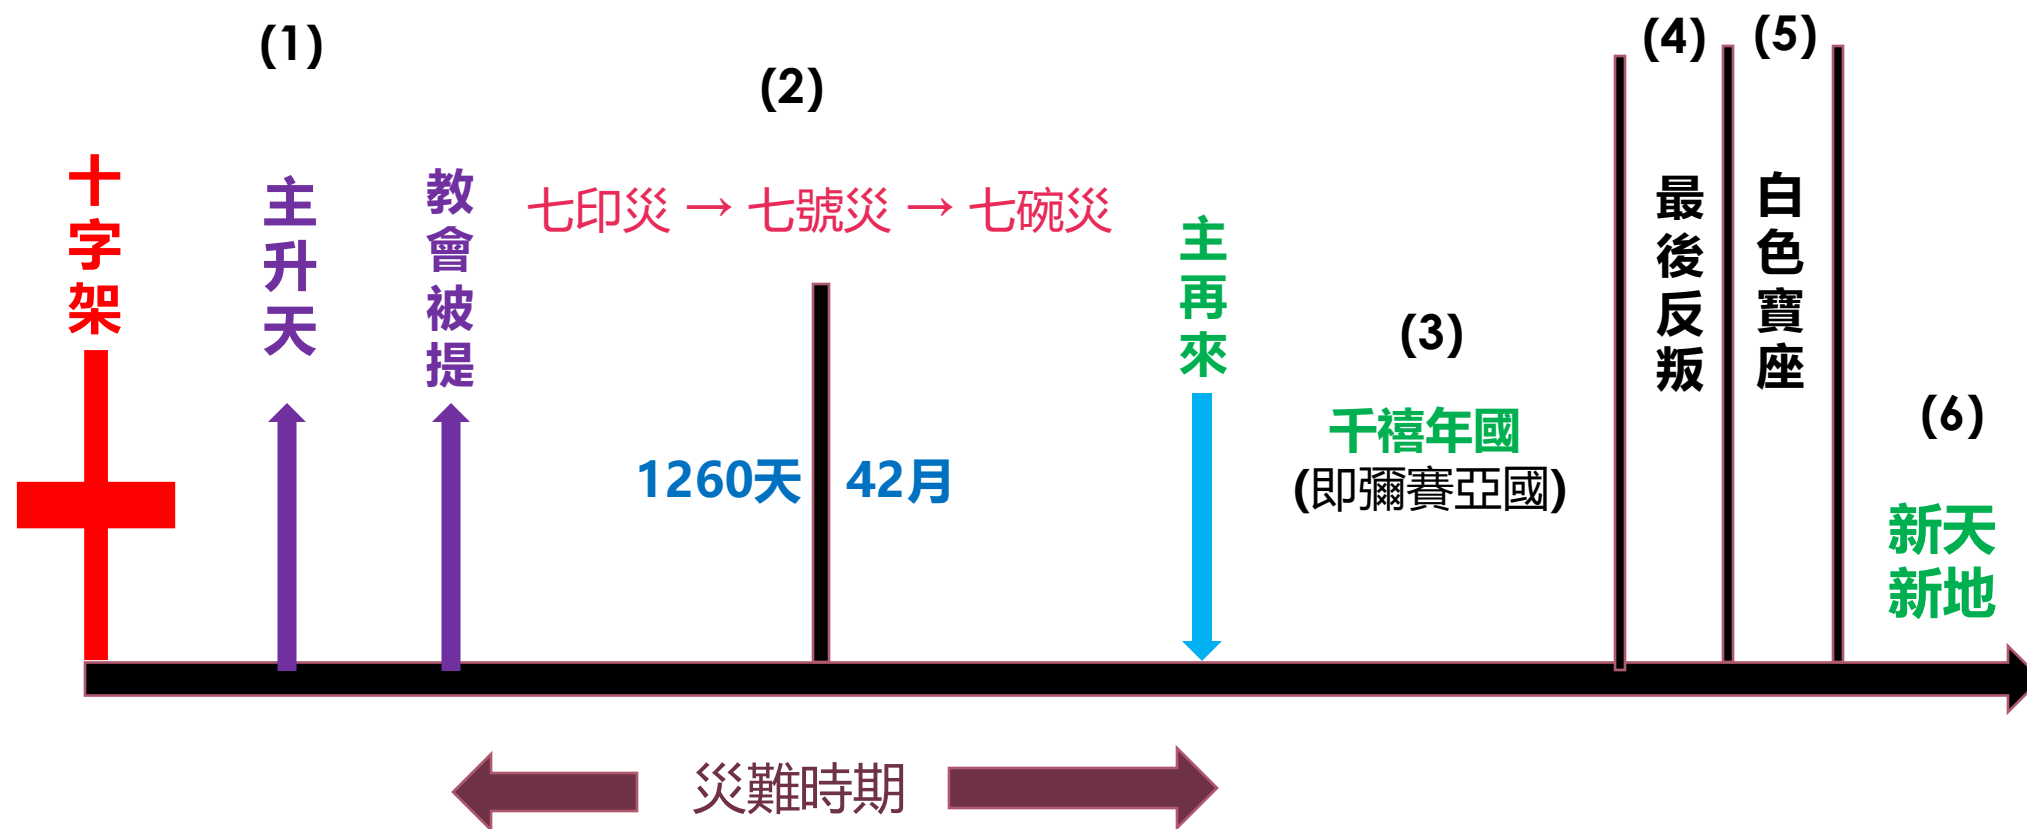 (1)
(2)
(4)
(5)
十字架
主升天
教會被提
七印災 → 七號災 → 七碗災
主再來
最後反叛
白色寶座
(3)
千禧年國
(即彌賽亞國)
1260天
42月
(6)
新天
新地
災難時期